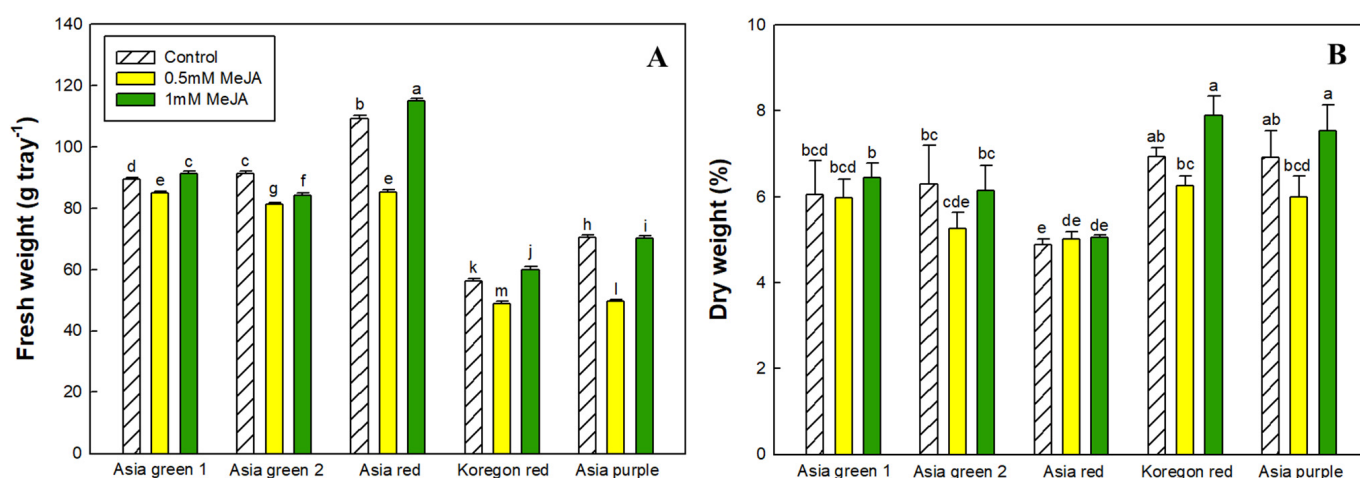 A
Fresh weight (g tray⁻¹)
140
120
100
80
60
40
20
0
Control
0.5mM MeJA
1mM MeJA
d e c c g f b e a k m j h l i
Asia green 1 Asia green 2 Asia red Koregon red Asia purple
B
Dry weight (%)
10
8
6
4
2
0
bcd bcd b bc cde bc e de de ab bc a ab bcd a
Asia green 1 Asia green 2 Asia red Koregon red Asia purple